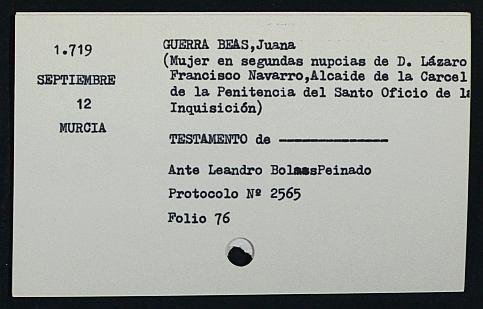 1.719
SEPTIEMBRE
12
MURCIA
GUERRA BEAS,Juana
(Mujer en segundas nupcias de D. Lázaro
Francisco Navarro,Alcaide de la Carcel
de la Penitencia del Santo Oficio de la
Inquisición)
TESTAMENTO de ---------------
Ante Leandro Peinado
Protocolo Nº 2565
Folio 76